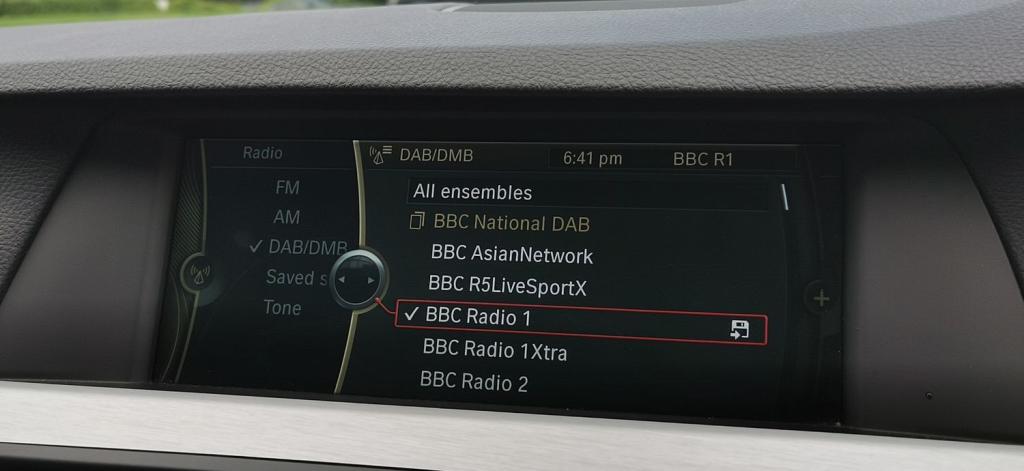 Radio
FM
AM
✓ DAB/DMB
Saved s
Tone
DAB/DMB 6:41 pm BBC R1
All ensembles
BBC National DAB
BBC AsianNetwork
BBC R5LiveSportX
✓ BBC Radio 1
BBC Radio 1Xtra
BBC Radio 2